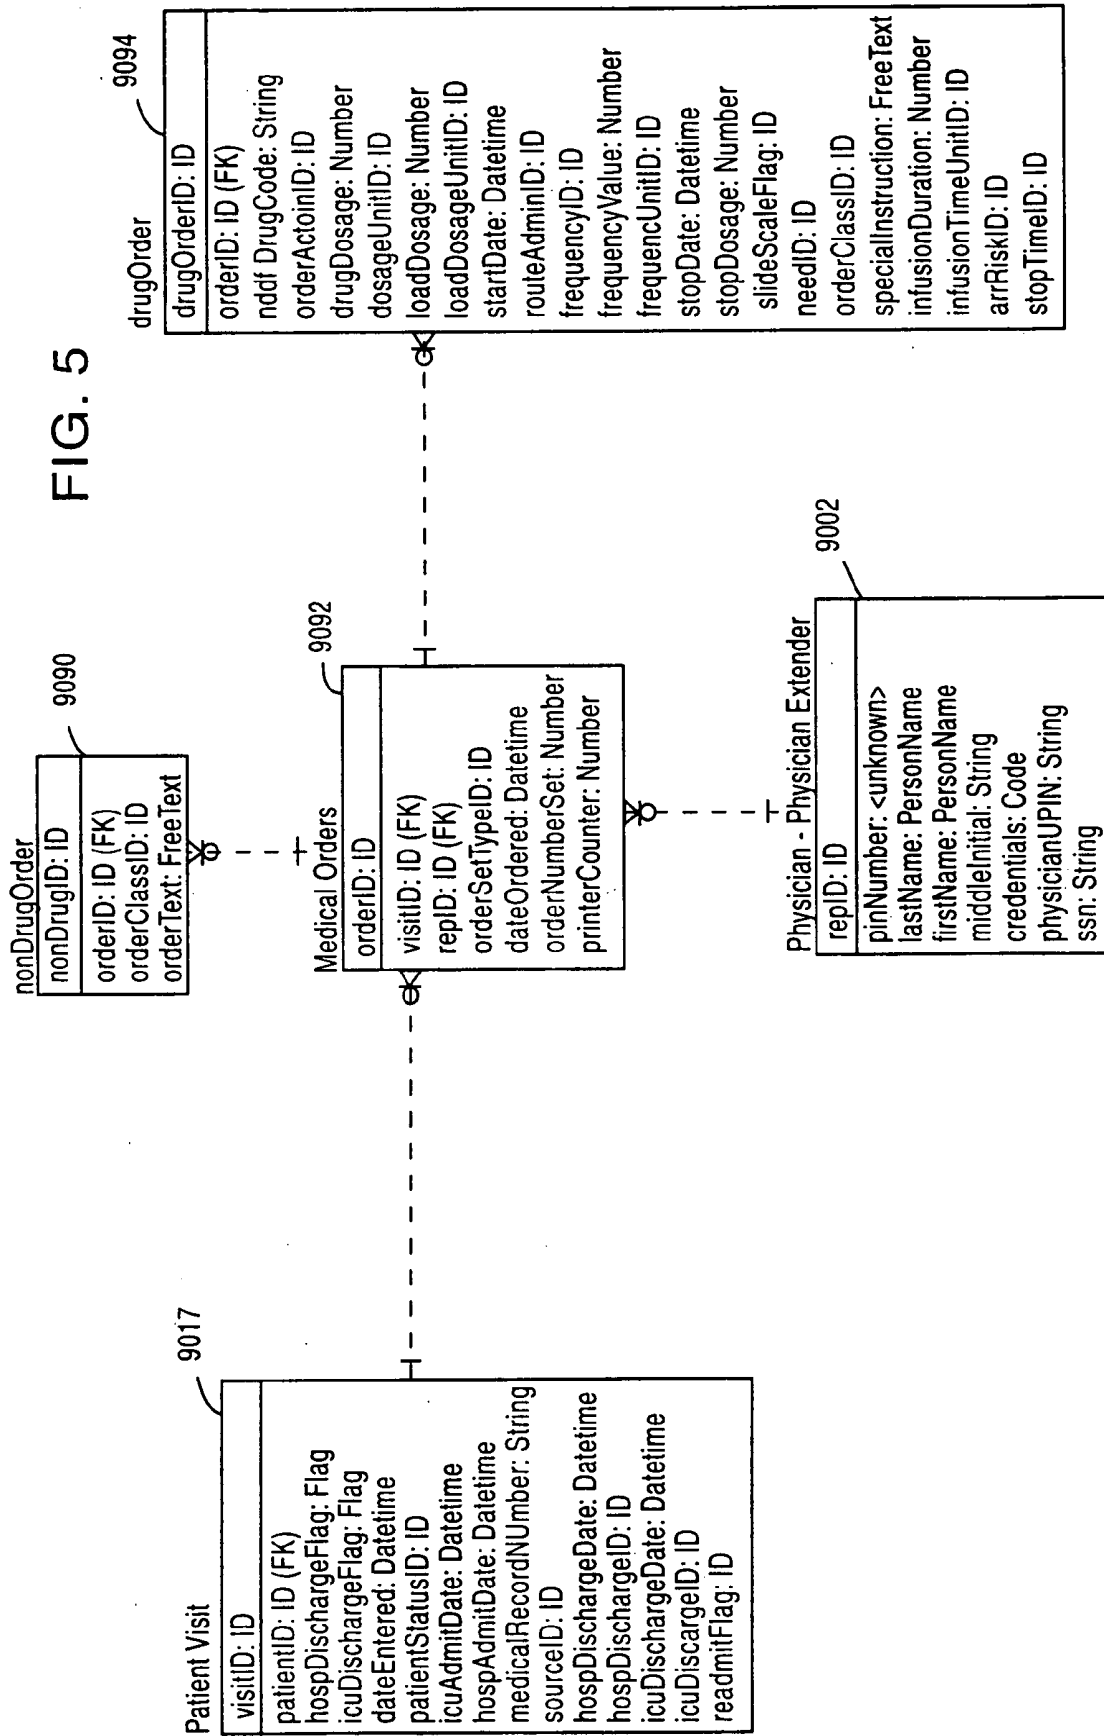 FIG. 5
Patient Visit
9017
visitID: ID
patientID: ID (FK)
hospDischargeFlag: Flag
icuDischargeFlag: Flag
dateEntered: Datetime
patientStatusID: ID
icuAdmitDate: Datetime
hospAdmitDate: Datetime
medicalRecordNUmber: String
sourceID: ID
hospDischargeDate: Datetime
hospDischargeID: ID
icuDischargeDate: Datetime
icuDiscargeID: ID
readmitFlag: ID
nonDrugOrder
9090
nonDrugID: ID
orderID: ID (FK)
orderClassID: ID
orderText: FreeText
Medical Orders
9092
orderID: ID
visitID: ID (FK)
repID: ID (FK)
orderSetTypeID: ID
dateOrdered: Datetime
orderNumberSet: Number
printerCounter: Number
Physician - Physician Extender
9002
repID: ID
pinNumber: <unknown>
lastName: PersonName
firstName: PersonName
middleInitial: String
credentials: Code
physicianUPIN: String
ssn: String
drugOrder
9094
drugOrderID: ID
orderID: ID (FK)
nddf DrugCode: String
orderActoinID: ID
drugDosage: Number
dosageUnitID: ID
loadDosage: Number
loadDosageUnitID: ID
startDate: Datetime
routeAdminID: ID
frequencyID: ID
frequencyValue: Number
frequencUnitID: ID
stopDate: Datetime
stopDosage: Number
slideScaleFlag: ID
needID: ID
orderClassID: ID
specialInstruction: FreeText
infusionDuration: Number
infusionTimeUnitID: ID
arrRiskID: ID
stopTimeID: ID